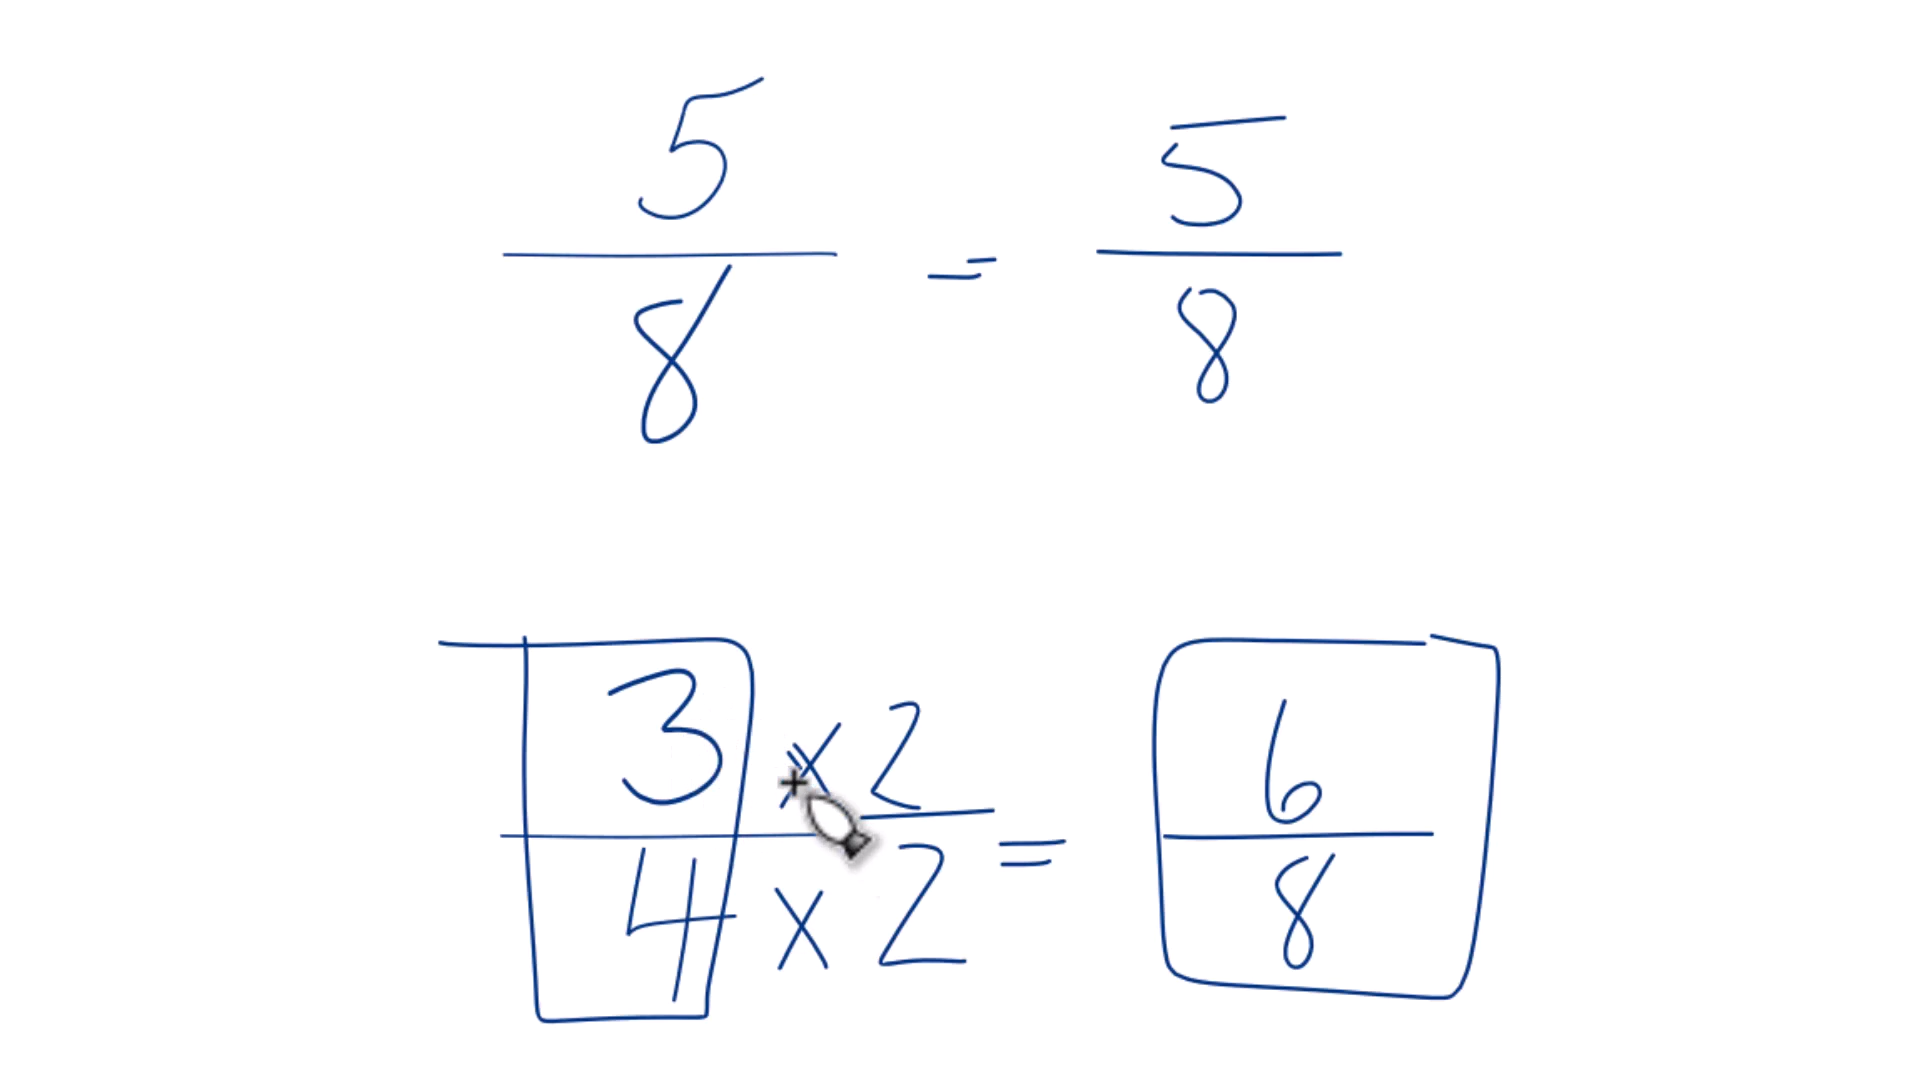 5/8 = 5/8
3/4 x 2/2 = 6/8